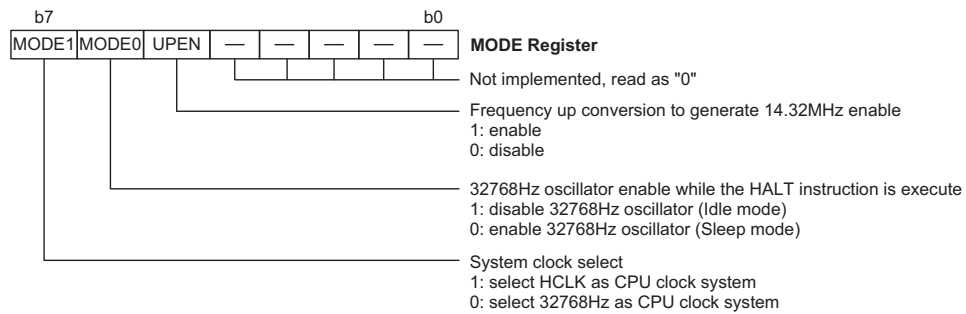 b7 b0
MODE1 MODE0 UPEN — — — — — MODE Register
Not implemented, read as "0"
Frequency up conversion to generate 14.32MHz enable
1: enable
0: disable
32768Hz oscillator enable while the HALT instruction is execute
1: disable 32768Hz oscillator (Idle mode)
0: enable 32768Hz oscillator (Sleep mode)
System clock select
1: select HCLK as CPU clock system
0: select 32768Hz as CPU clock system